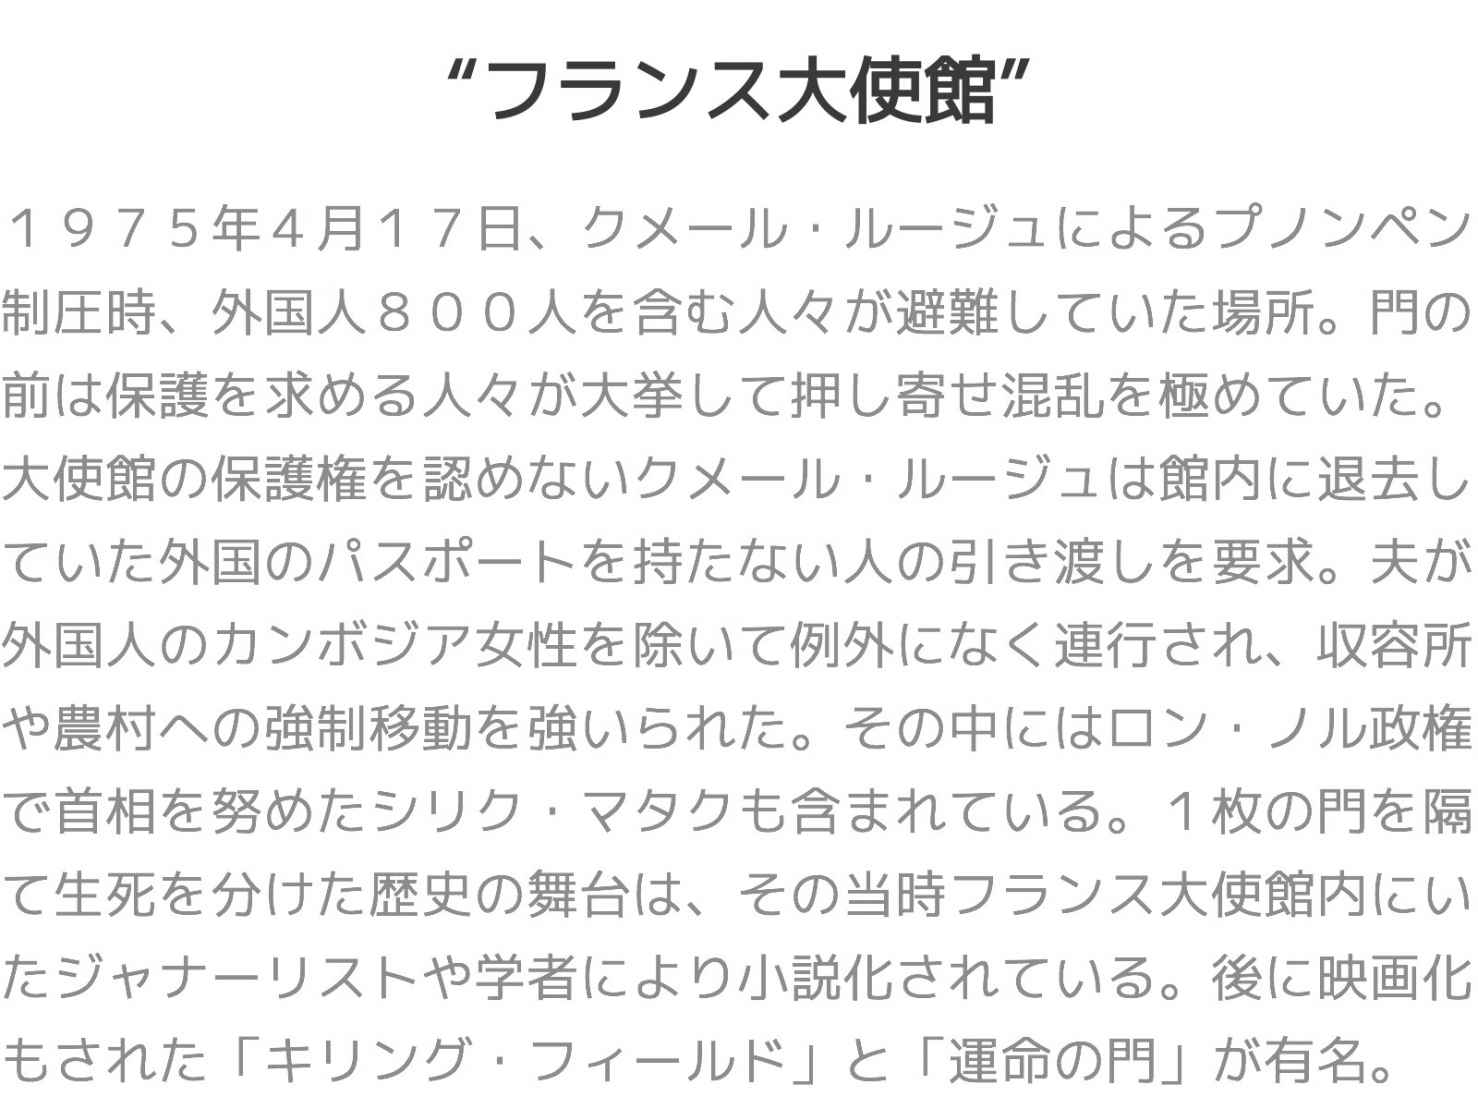 “フランス大使館”
１９７５年４月１７日、クメール・ルージュによるプノンペン
制圧時、外国人８００人を含む人々が避難していた場所。門の
前は保護を求める人々が大挙して押し寄せ混乱を極めていた。
大使館の保護権を認めないクメール・ルージュは館内に退去し
ていた外国のパスポートを持たない人の引き渡しを要求。夫が
外国人のカンボジア女性を除いて例外になく連行され、収容所
や農村への強制移動を強いられた。その中にはロン・ノル政権
で首相を努めたシリク・マタクも含まれている。１枚の門を隔
て生死を分けた歴史の舞台は、その当時フランス大使館内にい
たジャナーリストや学者により小説化されている。後に映画化
もされた「キリング・フィールド」と「運命の門」が有名。